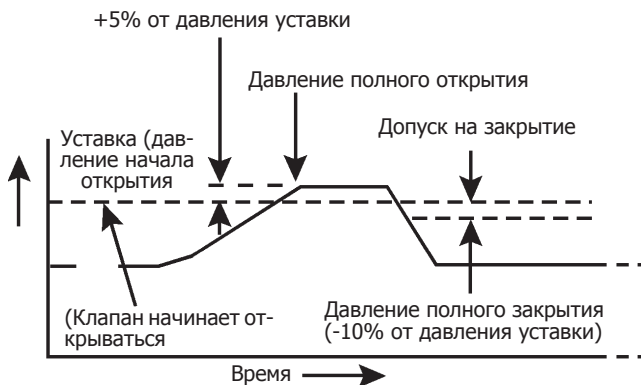 +5% от давления уставки
Давление полного открытия
Уставка (дав-
ление начала
открытия
Допуск на закрытие
(Клапан начинает от-
крываться
Давление полного закрытия
(-10% от давления уставки)
Время